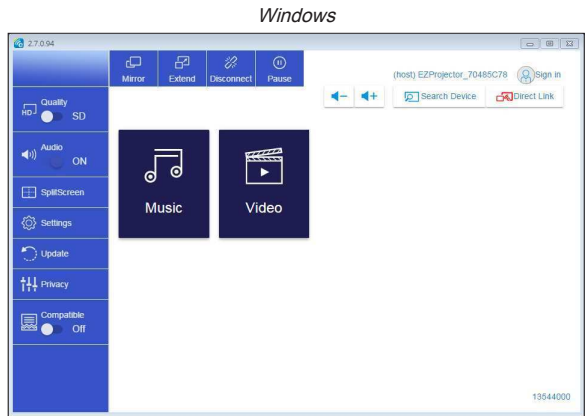 Windows
2.7.0.94
Mirror Extend Disconnect Pause
(host) EZProjector_70485C78 Sign in
Search Device Direct Link
HD Quality SD
Audio ON
SplitScreen
Settings
Update
Privacy
Compatible Off
Music Video
13544000